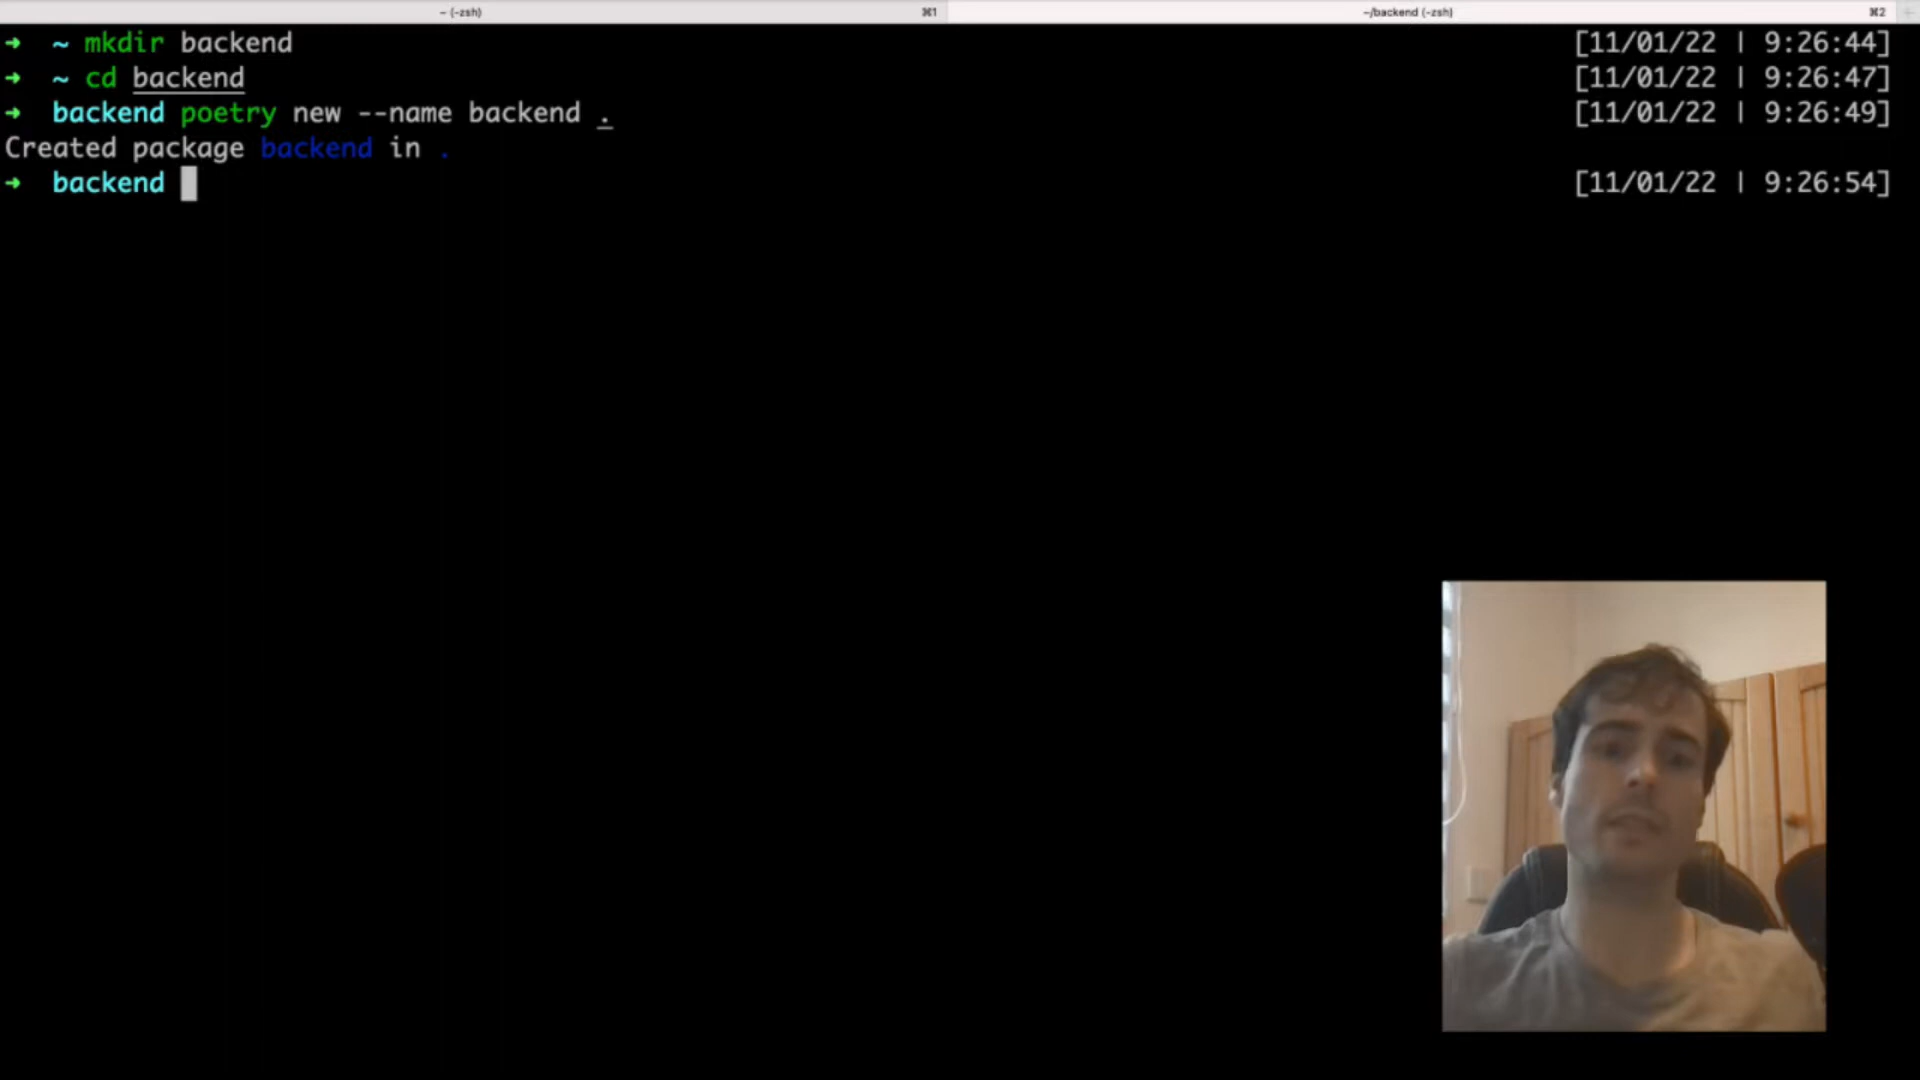 ~ (-zsh) ⌘1 ~/backend (-zsh) ⌘2
➜ ~ mkdir backend [11/01/22 | 9:26:44]
➜ ~ cd backend [11/01/22 | 9:26:47]
➜ backend poetry new --name backend . [11/01/22 | 9:26:49]
Created package backend in .
➜ backend [11/01/22 | 9:26:54]